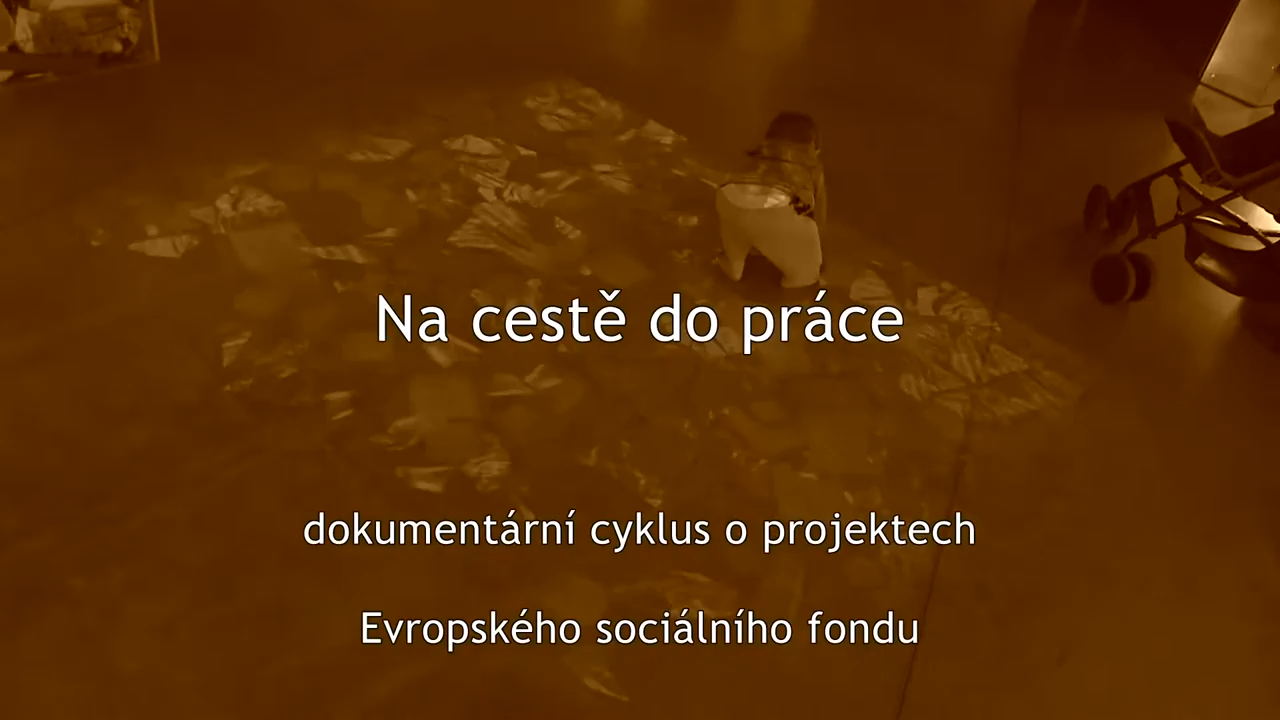 Na cestě do práce
dokumentární cyklus o projektech
Evropského sociálního fondu